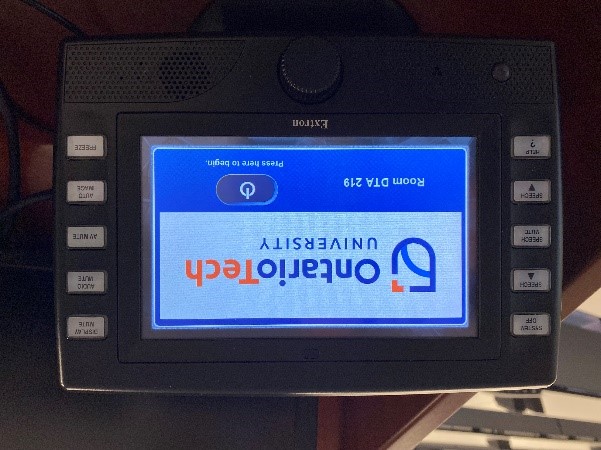 SYSTEM
OFF
SPEECH
SPEECH
MUTE
SPEECH
HELP
?
OntarioTech
UNIVERSITY
Room DTA 219
Press here to begin.
DISPLAY
MUTE
AUDIO
MUTE
AV MUTE
AUTO
IMAGE
FREEZE
Extron